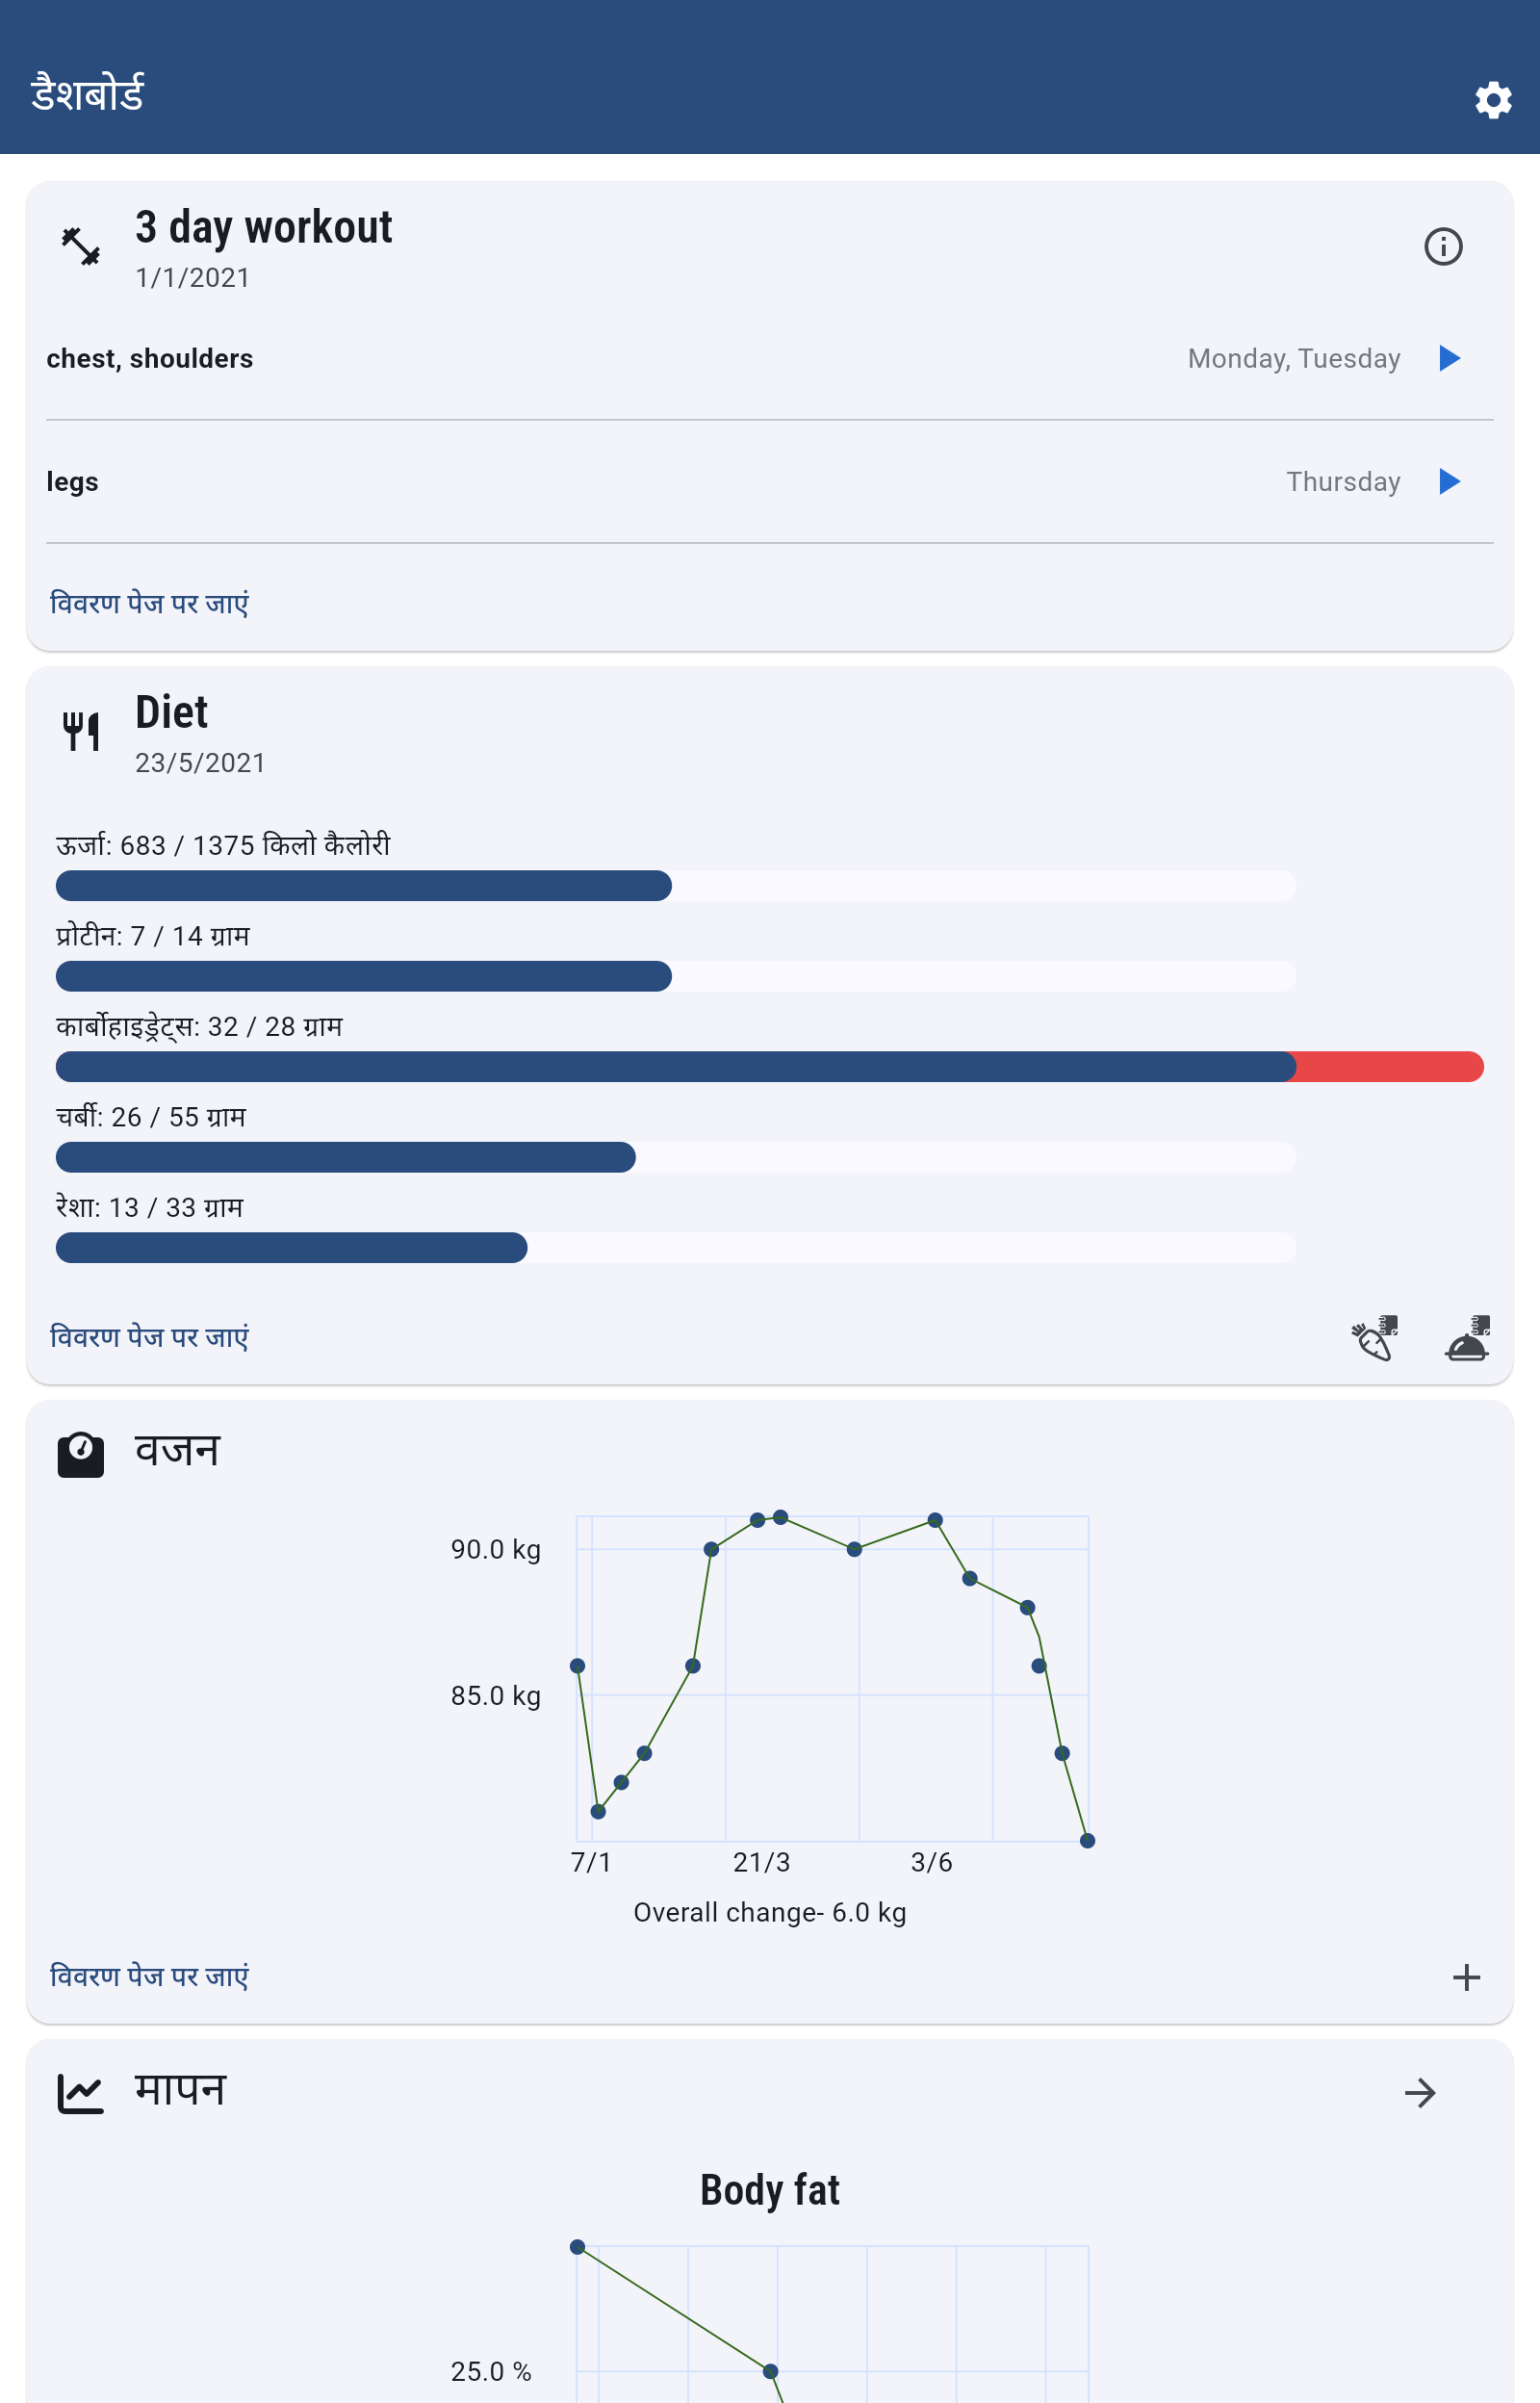 डैशबोर्ड
3 day workout
1/1/2021
chest, shoulders Monday, Tuesday
legs Thursday
विवरण पेज पर जाएं
Diet
23/5/2021
ऊर्जा: 683 / 1375 किलो कैलोरी
प्रोटीन: 7 / 14 ग्राम
कार्बोहाइड्रेट्स: 32 / 28 ग्राम
चर्बी: 26 / 55 ग्राम
रेशा: 13 / 33 ग्राम
विवरण पेज पर जाएं
वजन
90.0 kg
85.0 kg
7/1 21/3 3/6
Overall change- 6.0 kg
विवरण पेज पर जाएं
मापन
Body fat
25.0 %